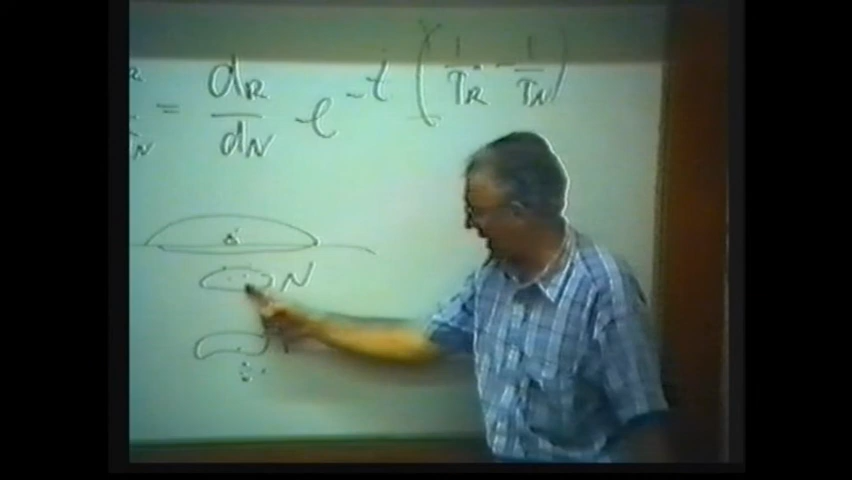 R/N = dR/dN e^-t (1/TR - 1/TN)
N